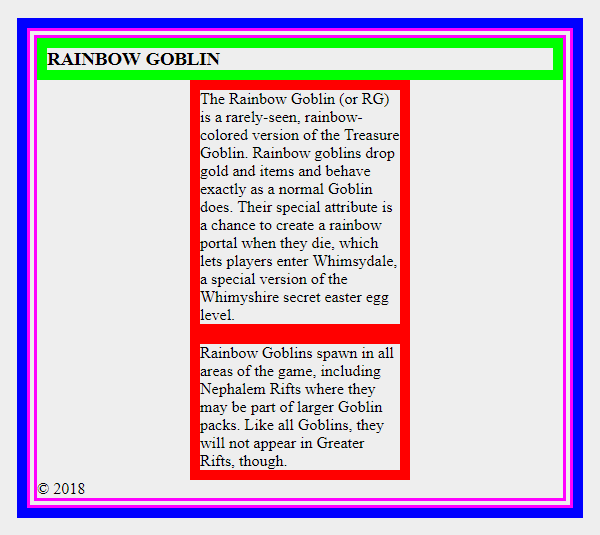 RAINBOW GOBLIN
The Rainbow Goblin (or RG)
is a rarely-seen, rainbow-
colored version of the Treasure
Goblin. Rainbow goblins drop
gold and items and behave
exactly as a normal Goblin
does. Their special attribute is
a chance to create a rainbow
portal when they die, which
lets players enter Whimsydale,
a special version of the
Whimyshire secret easter egg
level.
Rainbow Goblins spawn in all
areas of the game, including
Nephalem Rifts where they
may be part of larger Goblin
packs. Like all Goblins, they
will not appear in Greater
Rifts, though.
© 2018